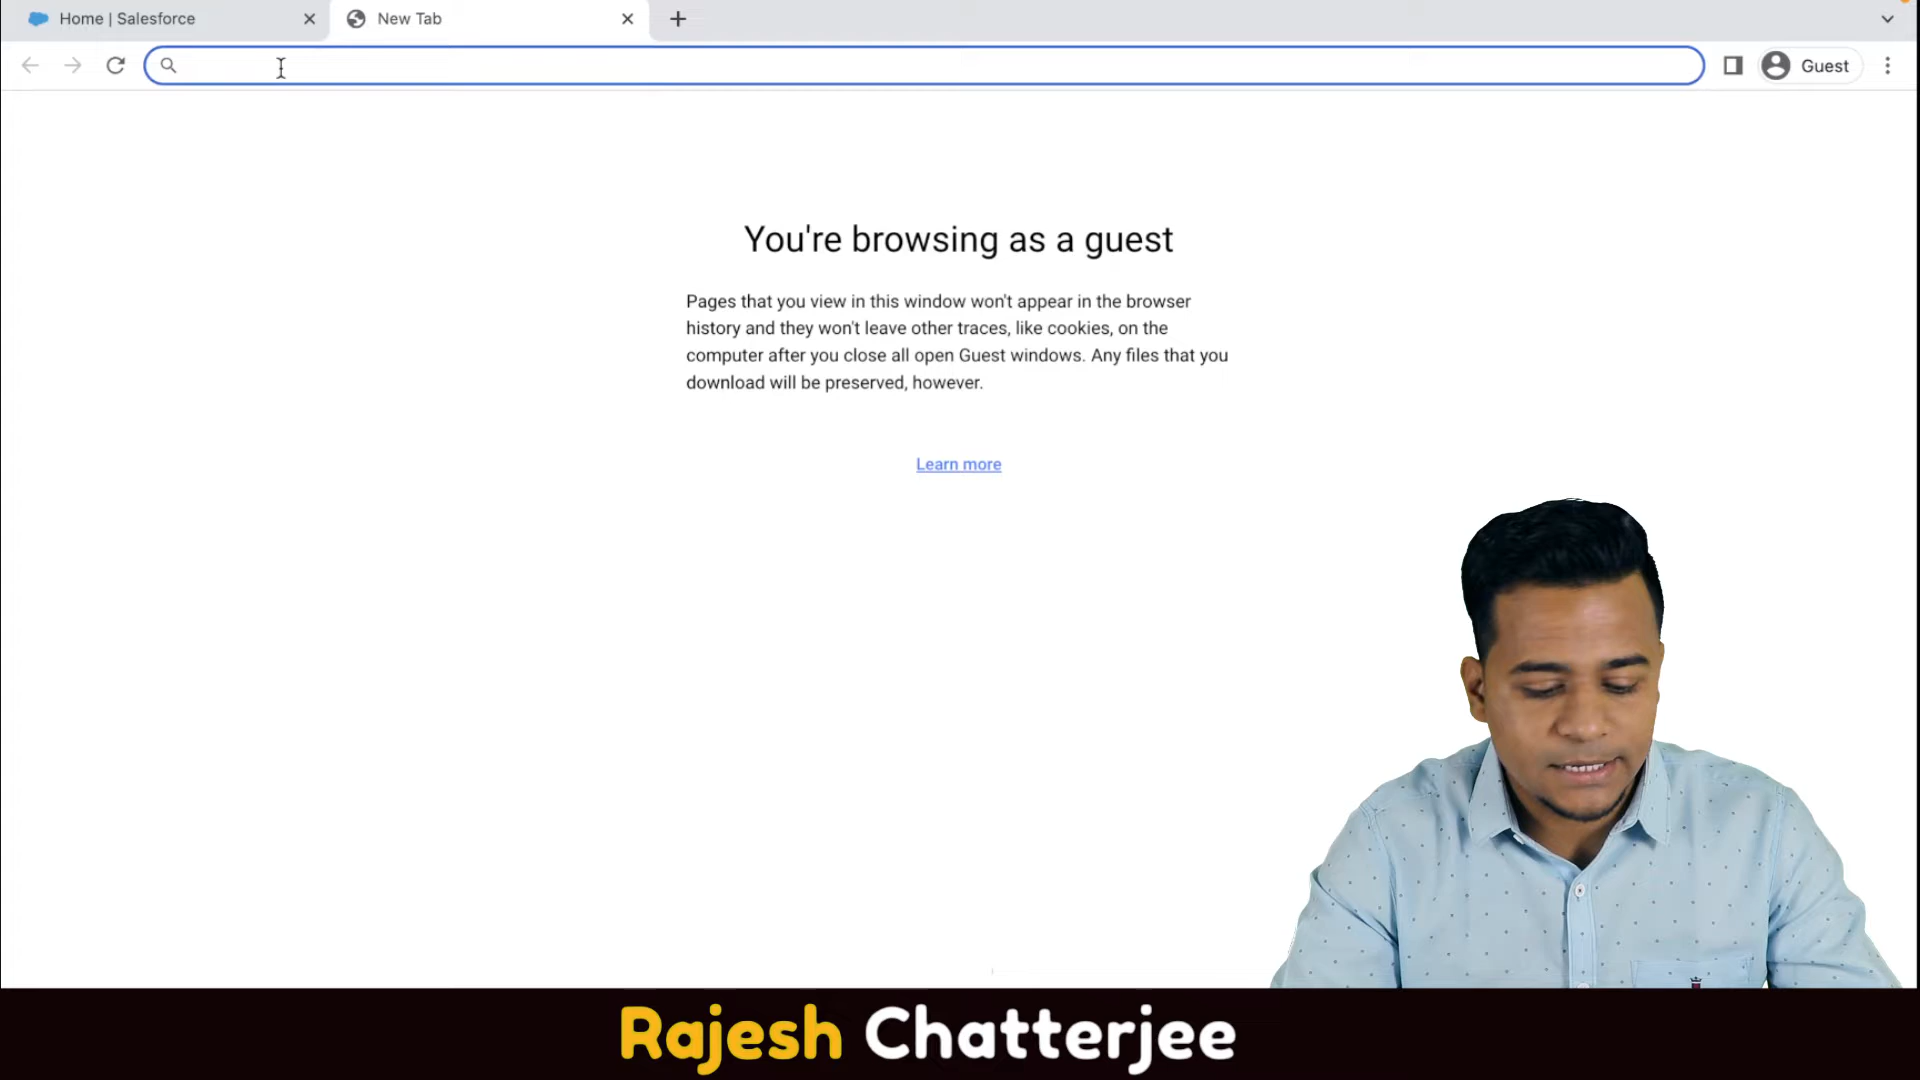 Home | Salesforce
New Tab
Guest
You're browsing as a guest
Pages that you view in this window won't appear in the browser
history and they won't leave other traces, like cookies, on the
computer after you close all open Guest windows. Any files that you
download will be preserved, however.
Learn more
Rajesh Chatterjee